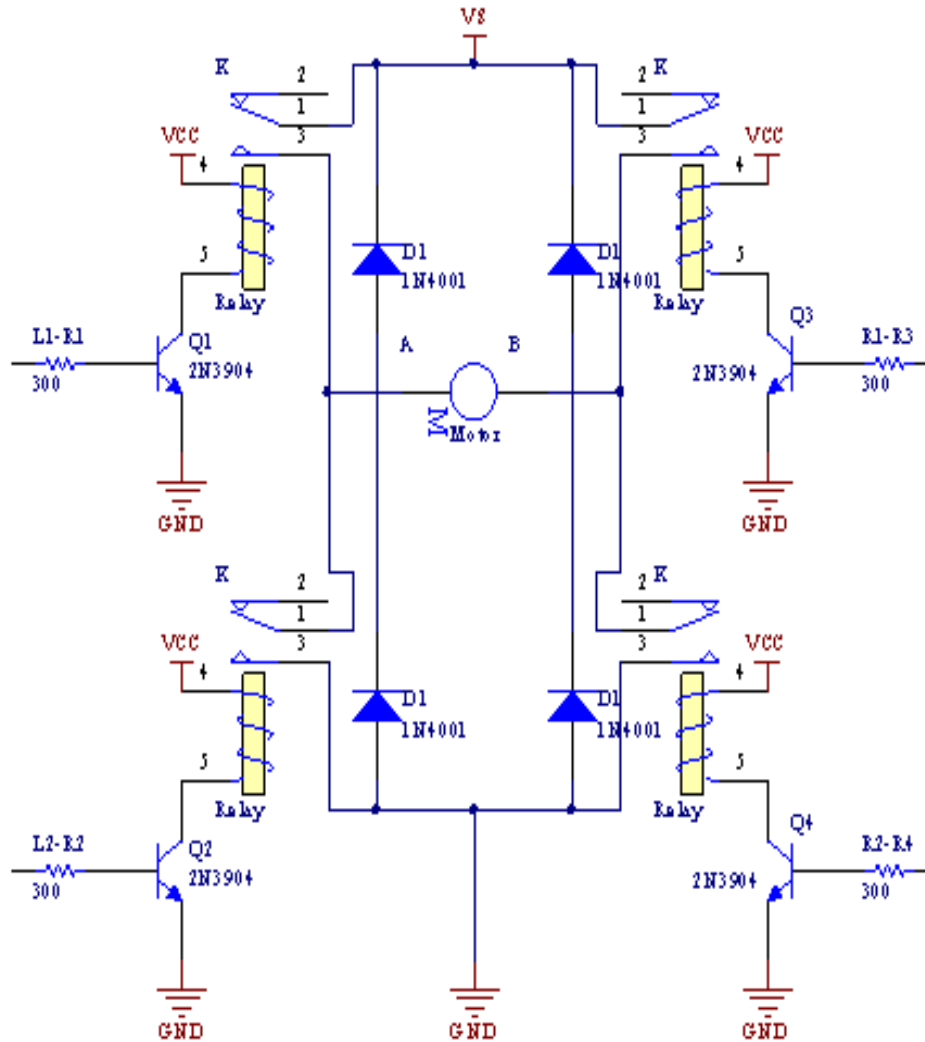 VS
K
2
2
K
1
1
3
3
VCC
4
4
VCC
5
5
D1
1N4001
D1
1N4001
Relay
Relay
L1-R1
300
Q1
2N3904
A
B
Q3
2N3904
R1-R3
300
M
Motor
GND
GND
K
2
2
K
1
1
3
3
VCC
4
4
VCC
5
5
D1
1N4001
D1
1N4001
Relay
Relay
L2-R2
300
Q2
2N3904
Q4
2N3904
R2-R4
300
GND
GND
GND